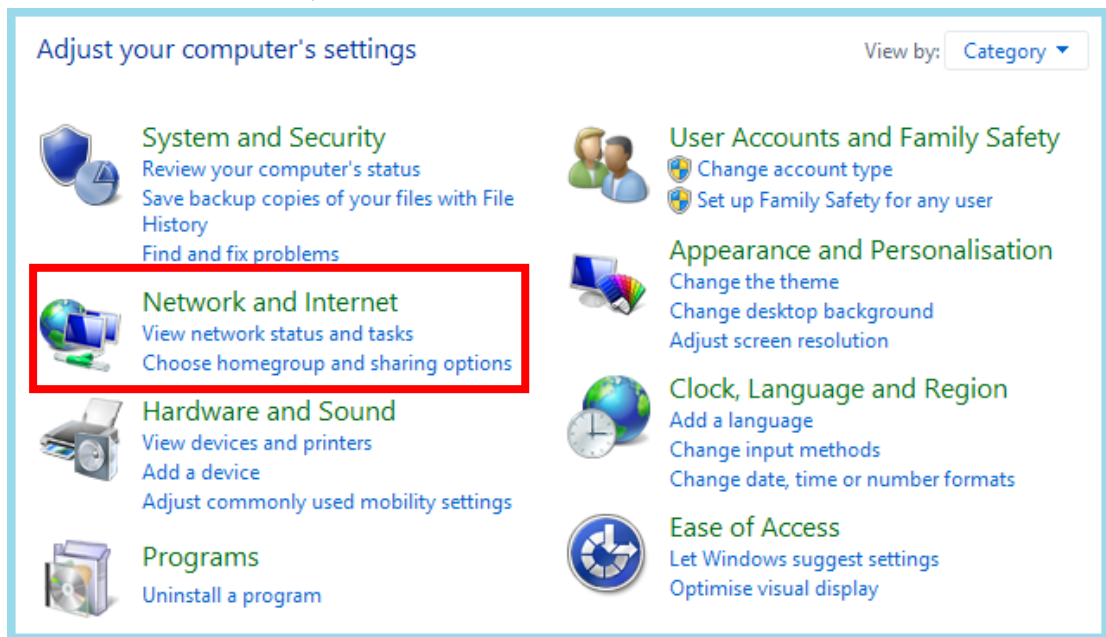 Adjust your computer's settings
View by: Category
System and Security
Review your computer's status
Save backup copies of your files with File
History
Find and fix problems
Network and Internet
View network status and tasks
Choose homegroup and sharing options
Hardware and Sound
View devices and printers
Add a device
Adjust commonly used mobility settings
Programs
Uninstall a program
User Accounts and Family Safety
Change account type
Set up Family Safety for any user
Appearance and Personalisation
Change the theme
Change desktop background
Adjust screen resolution
Clock, Language and Region
Add a language
Change input methods
Change date, time or number formats
Ease of Access
Let Windows suggest settings
Optimise visual display